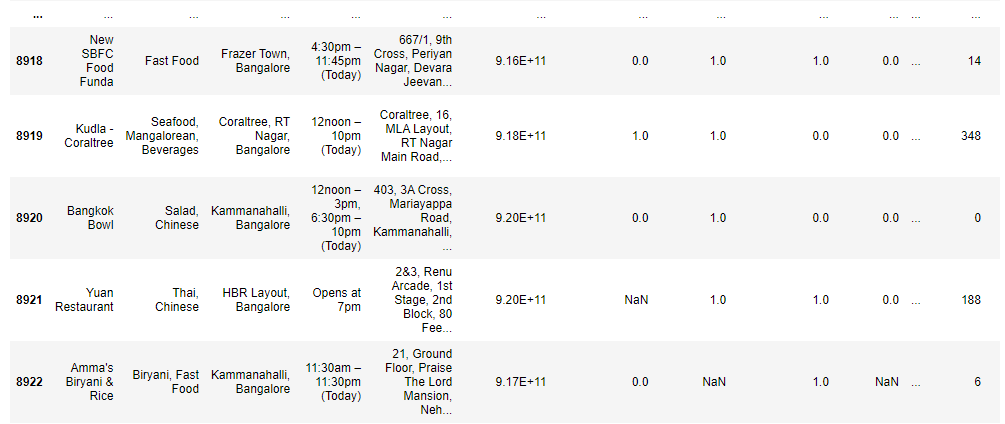 ... ... ... ... ... ... ... ... ... ... ... ... ...
8918
New
SBFC
Food
Funda
Fast Food
Frazer Town,
Bangalore
4:30pm –
11:45pm
(Today)
667/1, 9th
Cross, Periyan
Nagar, Devara
Jeevan...
9.16E+11
0.0
1.0
1.0
0.0
...
14
8919
Kudla -
Coraltree
Seafood,
Mangalorean,
Beverages
Coraltree, RT
Nagar,
Bangalore
12noon –
10pm
(Today)
Coraltree, 16,
MLA Layout,
RT Nagar
Main Road,...
9.18E+11
1.0
1.0
0.0
0.0
...
348
8920
Bangkok
Bowl
Salad,
Chinese
Kammanahalli,
Bangalore
12noon –
3pm,
6:30pm –
10pm
(Today)
403, 3A Cross,
Mariayappa
Road,
Kammanahalli,
...
9.20E+11
0.0
1.0
0.0
0.0
...
0
8921
Yuan
Restaurant
Thai,
Chinese
HBR Layout,
Bangalore
Opens at
7pm
2&3, Renu
Arcade, 1st
Stage, 2nd
Block, 80
Fee...
9.20E+11
NaN
1.0
1.0
0.0
...
188
8922
Amma's
Biryani &
Rice
Biryani, Fast
Food
Kammanahalli,
Bangalore
11:30am –
11:30pm
(Today)
21, Ground
Floor, Praise
The Lord
Mansion,
Neh...
9.17E+11
0.0
NaN
1.0
NaN
...
6